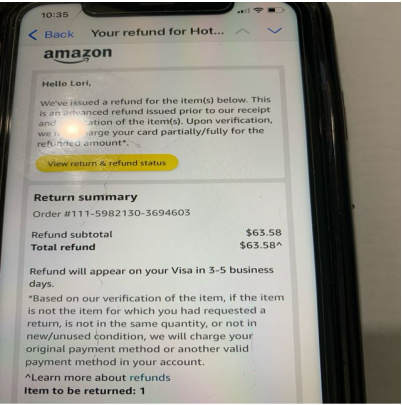 10:35
Back Your refund for Hot...
amazon
Hello Lori,
We've issued a refund for the item(s) below. This
is an advanced refund issued prior to our receipt
and of the item(s). Upon verification,
we your card partially/fully for the
refunded amount*.
View return & refund status
Return summary
Order #111-5982130-3694603
Refund subtotal $63.58
Total refund $63.58^
Refund will appear on your Visa in 3-5 business
days.
*Based on our verification of the item, if the item
is not the item for which you had requested a
return, is not in the same quantity, or not in
new/unused condition, we will charge your
original payment method or another valid
payment method in your account.
^Learn more about refunds
Item to be returned: 1